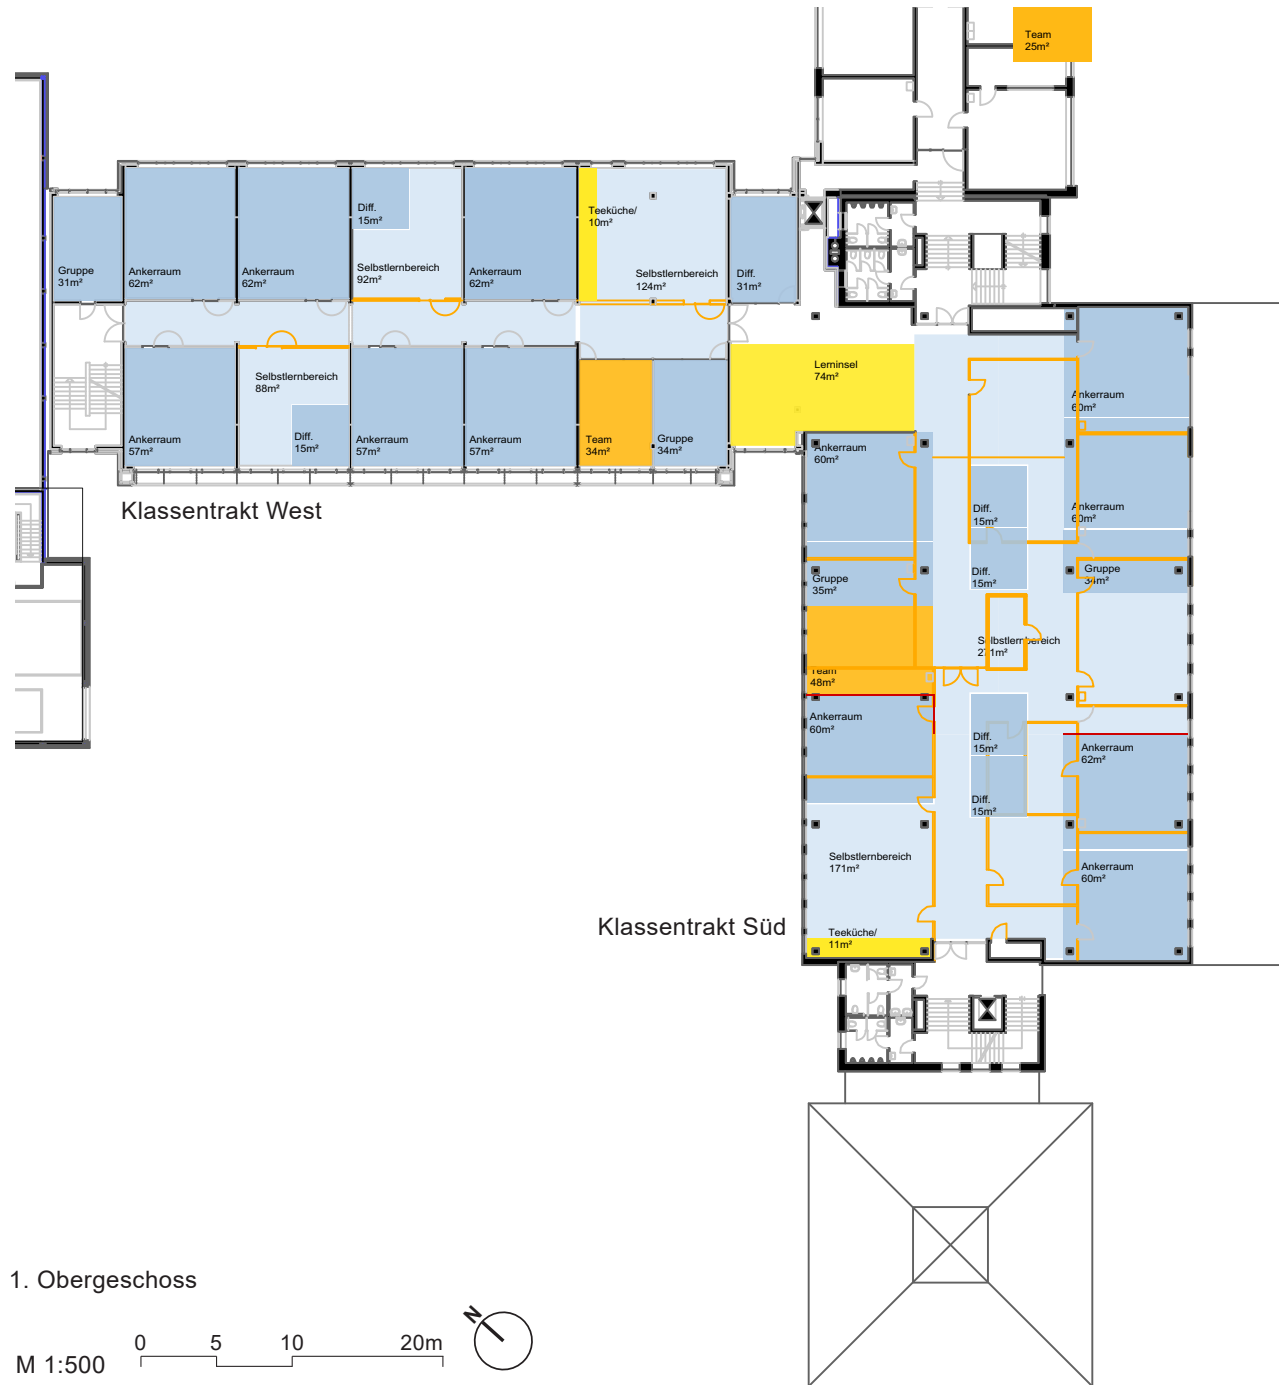 Team
25m²
Diff.
15m²
Teeküche/
10m²
Gruppe
31m²
Ankerraum
62m²
Ankerraum
62m²
Selbstlernbereich
92m²
Ankerraum
62m²
Selbstlernbereich
124m²
Diff.
31m²
Selbstlernbereich
88m²
Lerninsel
74m²
Ankerraum
60m²
Ankerraum
57m²
Diff.
15m²
Ankerraum
57m²
Ankerraum
57m²
Team
34m²
Gruppe
34m²
Ankerraum
60m²
Klassentrakt West
Diff.
15m²
Ankerraum
60m²
Gruppe
35m²
Diff.
15m²
Gruppe
34m²
Selbstlernbereich
271m²
Team
48m²
Ankerraum
60m²
Diff.
15m²
Ankerraum
62m²
Diff.
15m²
Selbstlernbereich
171m²
Ankerraum
60m²
Klassentrakt Süd
Teeküche/
11m²
1. Obergeschoss
N
0 5 10 20m
M 1:500